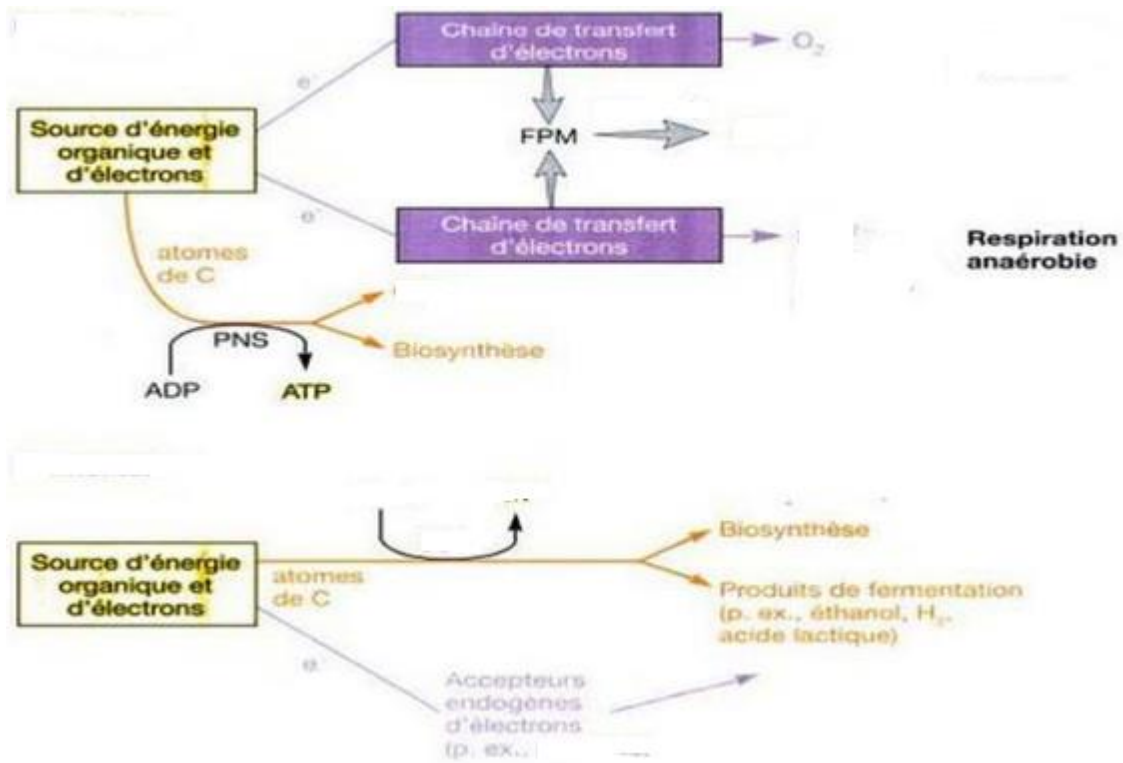 Chaîne de transfert
d'électrons
O₂
e⁻
Source d'énergie
organique et
d'électrons
FPM
e⁻
Chaîne de transfert
d'électrons
Respiration
anaérobie
atomes
de C
PNS
Biosynthèse
ADP
ATP
Biosynthèse
Source d'énergie
organique et
d'électrons
atomes
de C
Produits de fermentation
(p. ex., éthanol, H₂,
acide lactique)
e⁻
Accepteurs
endogènes
d'électrons
(p. ex.,